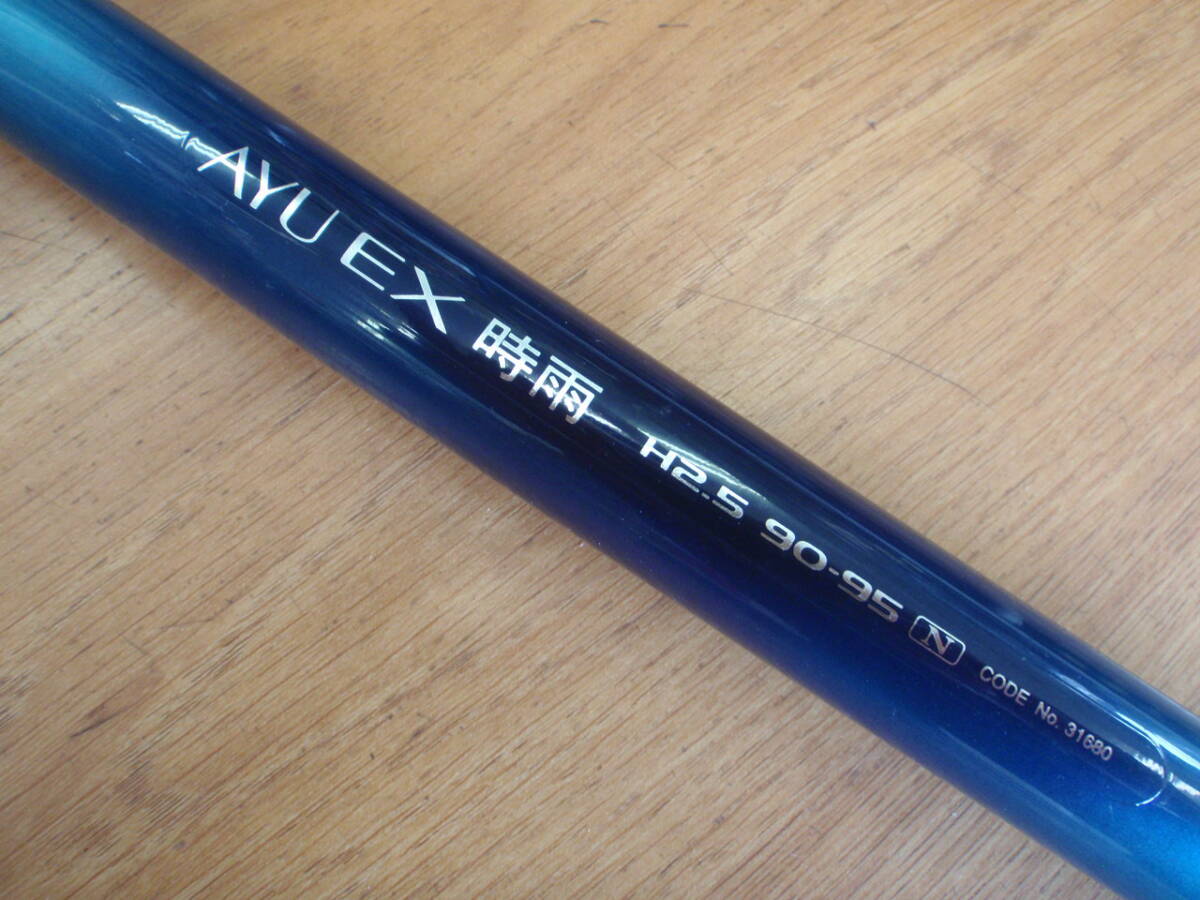 AYU EX 時雨 H2.5 90-95 N CODE No. 31680